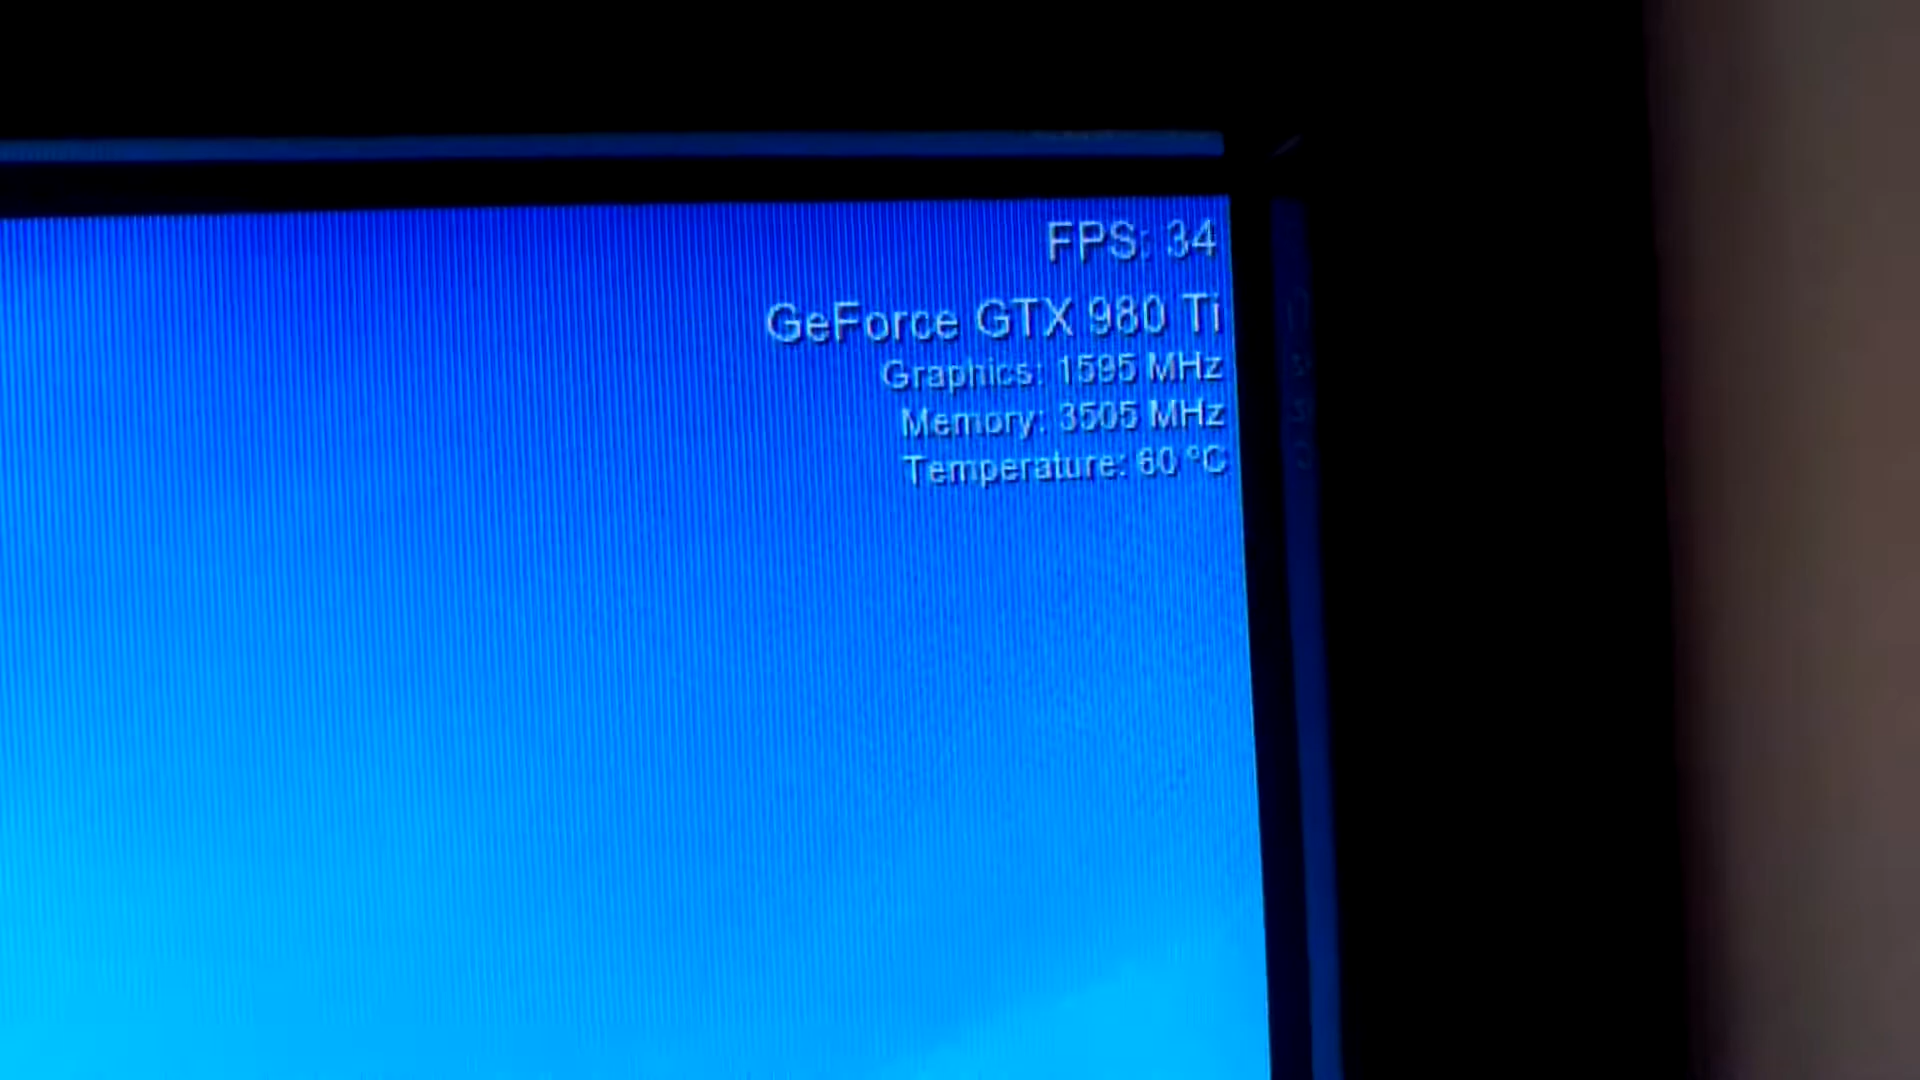 FPS: 34
GeForce GTX 980 Ti
Graphics: 1595 MHz
Memory: 3505 MHz
Temperature: 60 °C